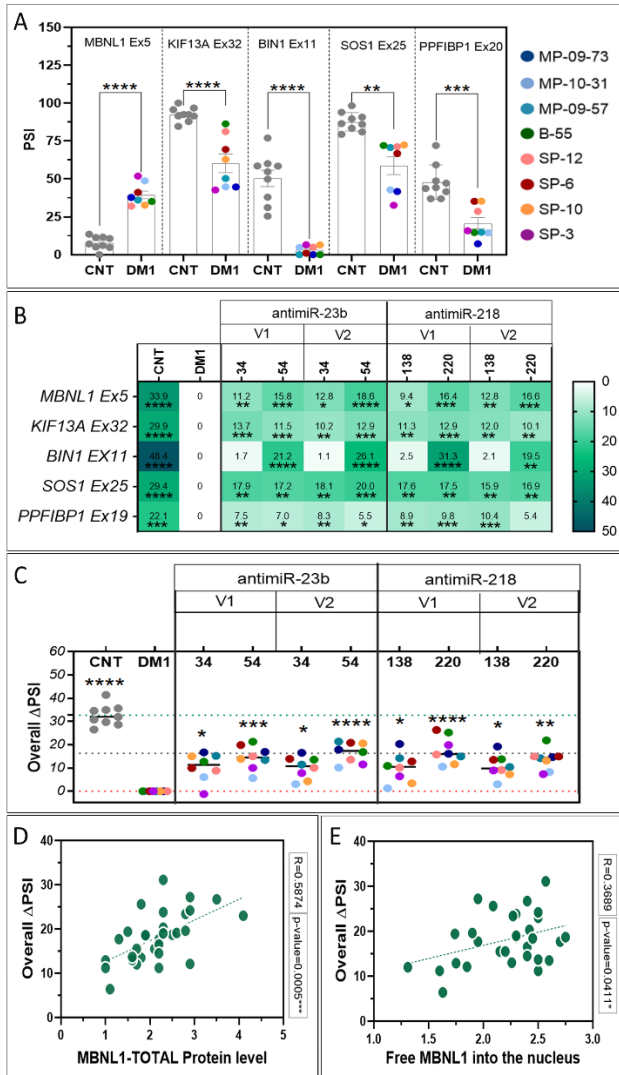 A
MBNL1 Ex5 KIF13A Ex32 BIN1 Ex11 SOS1 Ex25 PPFIBP1 Ex20
**** **** **** ** ***
PSI
150
100
75
50
25
0
CNT DM1 CNT DM1 CNT DM1 CNT DM1 CNT DM1
MP-09-73
MP-10-31
MP-09-57
B-55
SP-12
SP-6
SP-10
SP-3
B
antimiR-23b antimiR-218
V1 V2 V1 V2
CNT DM1 34 54 34 54 138 220 138 220
MBNL1 Ex5 33.9 0 11.2 15.8 12.8 18.6 9.4 16.4 12.8 16.6
**** ** *** * **** * *** ** ***
KIF13A Ex32 29.9 0 13.7 11.5 10.2 12.9 11.3 12.9 12.0 10.1
**** *** *** ** *** ** *** ** **
BIN1 EX11 48.4 0 1.7 21.2 1.1 26.1 2.5 31.3 2.1 19.5
**** **** **** **** **
SOS1 Ex25 29.4 0 17.9 17.2 18.1 20.0 17.6 17.5 15.9 16.9
**** ** ** ** *** ** ** ** **
PPFIBP1 Ex19 22.1 0 7.5 7.0 8.3 5.5 8.9 9.8 10.4 5.4
*** ** * ** * ** *** ***
0
10
20
30
40
50
C
antimiR-23b antimiR-218
V1 V2 V1 V2
CNT DM1 34 54 34 54 138 220 138 220
**** * *** * **** * **** * **
Overall ΔPSI
60
50
40
30
20
10
0
D
Overall ΔPSI
40
30
20
10
0
0 1 2 3 4 5
MBNL1-TOTAL Protein level
R=0.5874
p-value=0.0005***
E
Overall ΔPSI
40
30
20
10
0
1.0 1.5 2.0 2.5 3.0
Free MBNL1 into the nucleus
R=0.3689
p-value=0.0411*